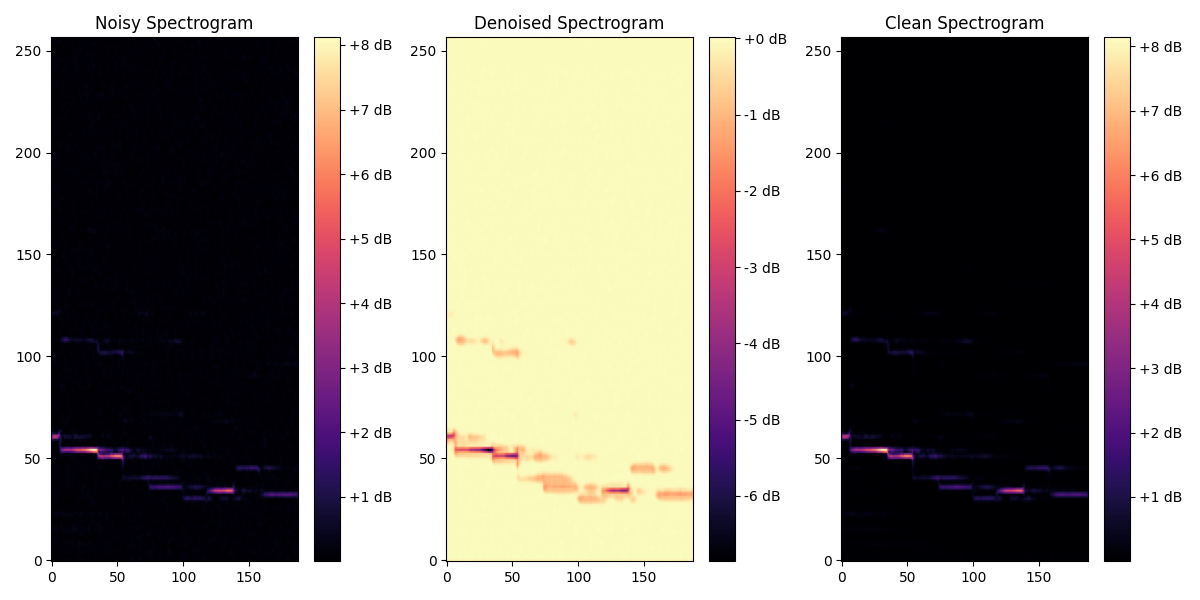 Noisy Spectrogram
250
200
150
100
50
0
0 50 100 150
+8 dB
+7 dB
+6 dB
+5 dB
+4 dB
+3 dB
+2 dB
+1 dB
Denoised Spectrogram
250
200
150
100
50
0
0 50 100 150
+0 dB
-1 dB
-2 dB
-3 dB
-4 dB
-5 dB
-6 dB
Clean Spectrogram
250
200
150
100
50
0
0 50 100 150
+8 dB
+7 dB
+6 dB
+5 dB
+4 dB
+3 dB
+2 dB
+1 dB